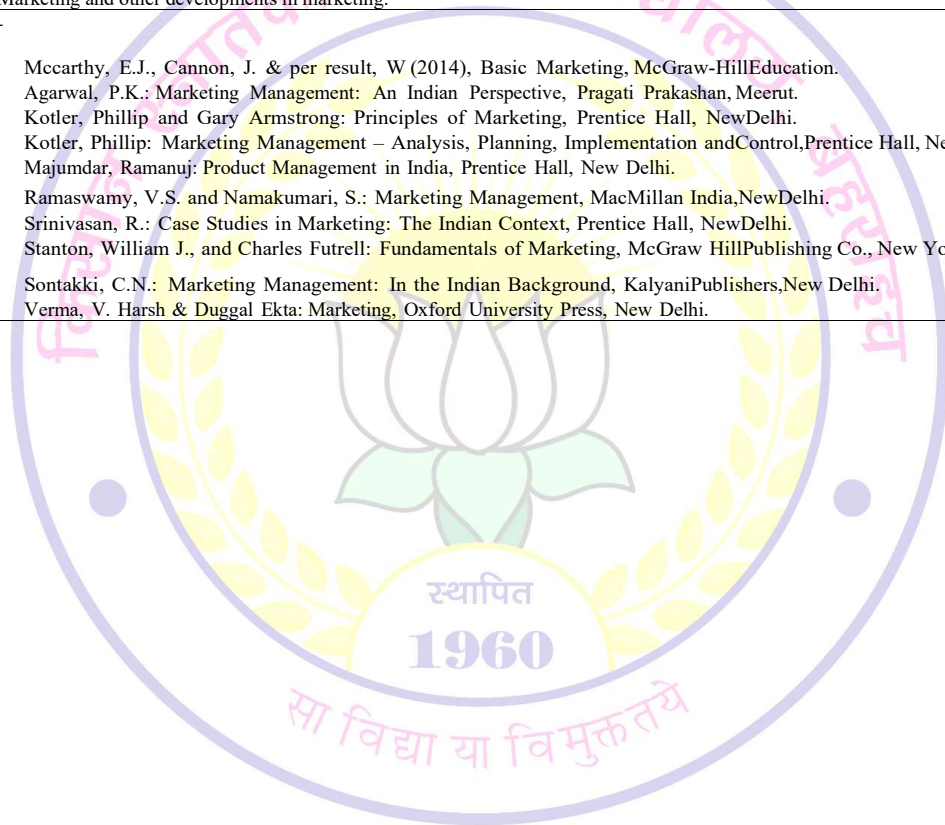 Marketing and other developments in marketing.
Mccarthy, E.J., Cannon, J. & per result, W (2014), Basic Marketing, McGraw-HillEducation.
Agarwal, P.K.: Marketing Management: An Indian Perspective, Pragati Prakashan, Meerut.
Kotler, Phillip and Gary Armstrong: Principles of Marketing, Prentice Hall, NewDelhi.
Kotler, Phillip: Marketing Management – Analysis, Planning, Implementation andControl,Prentice Hall, Ne
Majumdar, Ramanuj: Product Management in India, Prentice Hall, New Delhi.
Ramaswamy, V.S. and Namakumari, S.: Marketing Management, MacMillan India,NewDelhi.
Srinivasan, R.: Case Studies in Marketing: The Indian Context, Prentice Hall, NewDelhi.
Stanton, William J., and Charles Futrell: Fundamentals of Marketing, McGraw HillPublishing Co., New Yo
Sontakki, C.N.: Marketing Management: In the Indian Background, KalyaniPublishers,New Delhi.
Verma, V. Harsh & Duggal Ekta: Marketing, Oxford University Press, New Delhi.
किसान
बहराइच
स्थापित
1960
सा विद्या या विमुक्तये